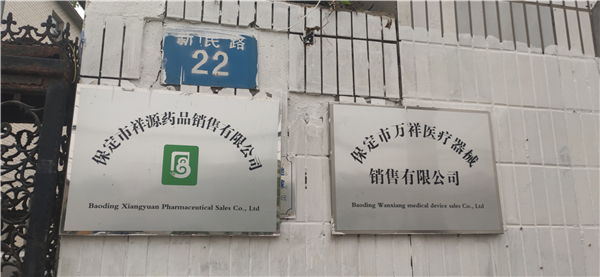 新民路
22
保定市祥源药品销售有限公司
Baoding Xiangyuan Pharmaceutical Sales Co., Ltd
保定市万祥医疗器械
销售有限公司
Baoding Wanxiang medical device sales Co., Ltd